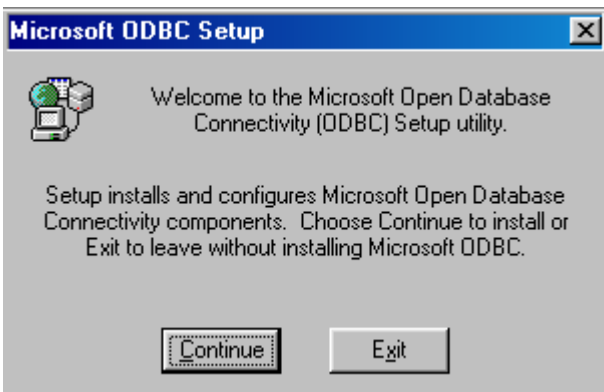 Microsoft ODBC Setup
Welcome to the Microsoft Open Database
Connectivity (ODBC) Setup utility.
Setup installs and configures Microsoft Open Database
Connectivity components.  Choose Continue to install or
Exit to leave without installing Microsoft ODBC.
Continue
Exit